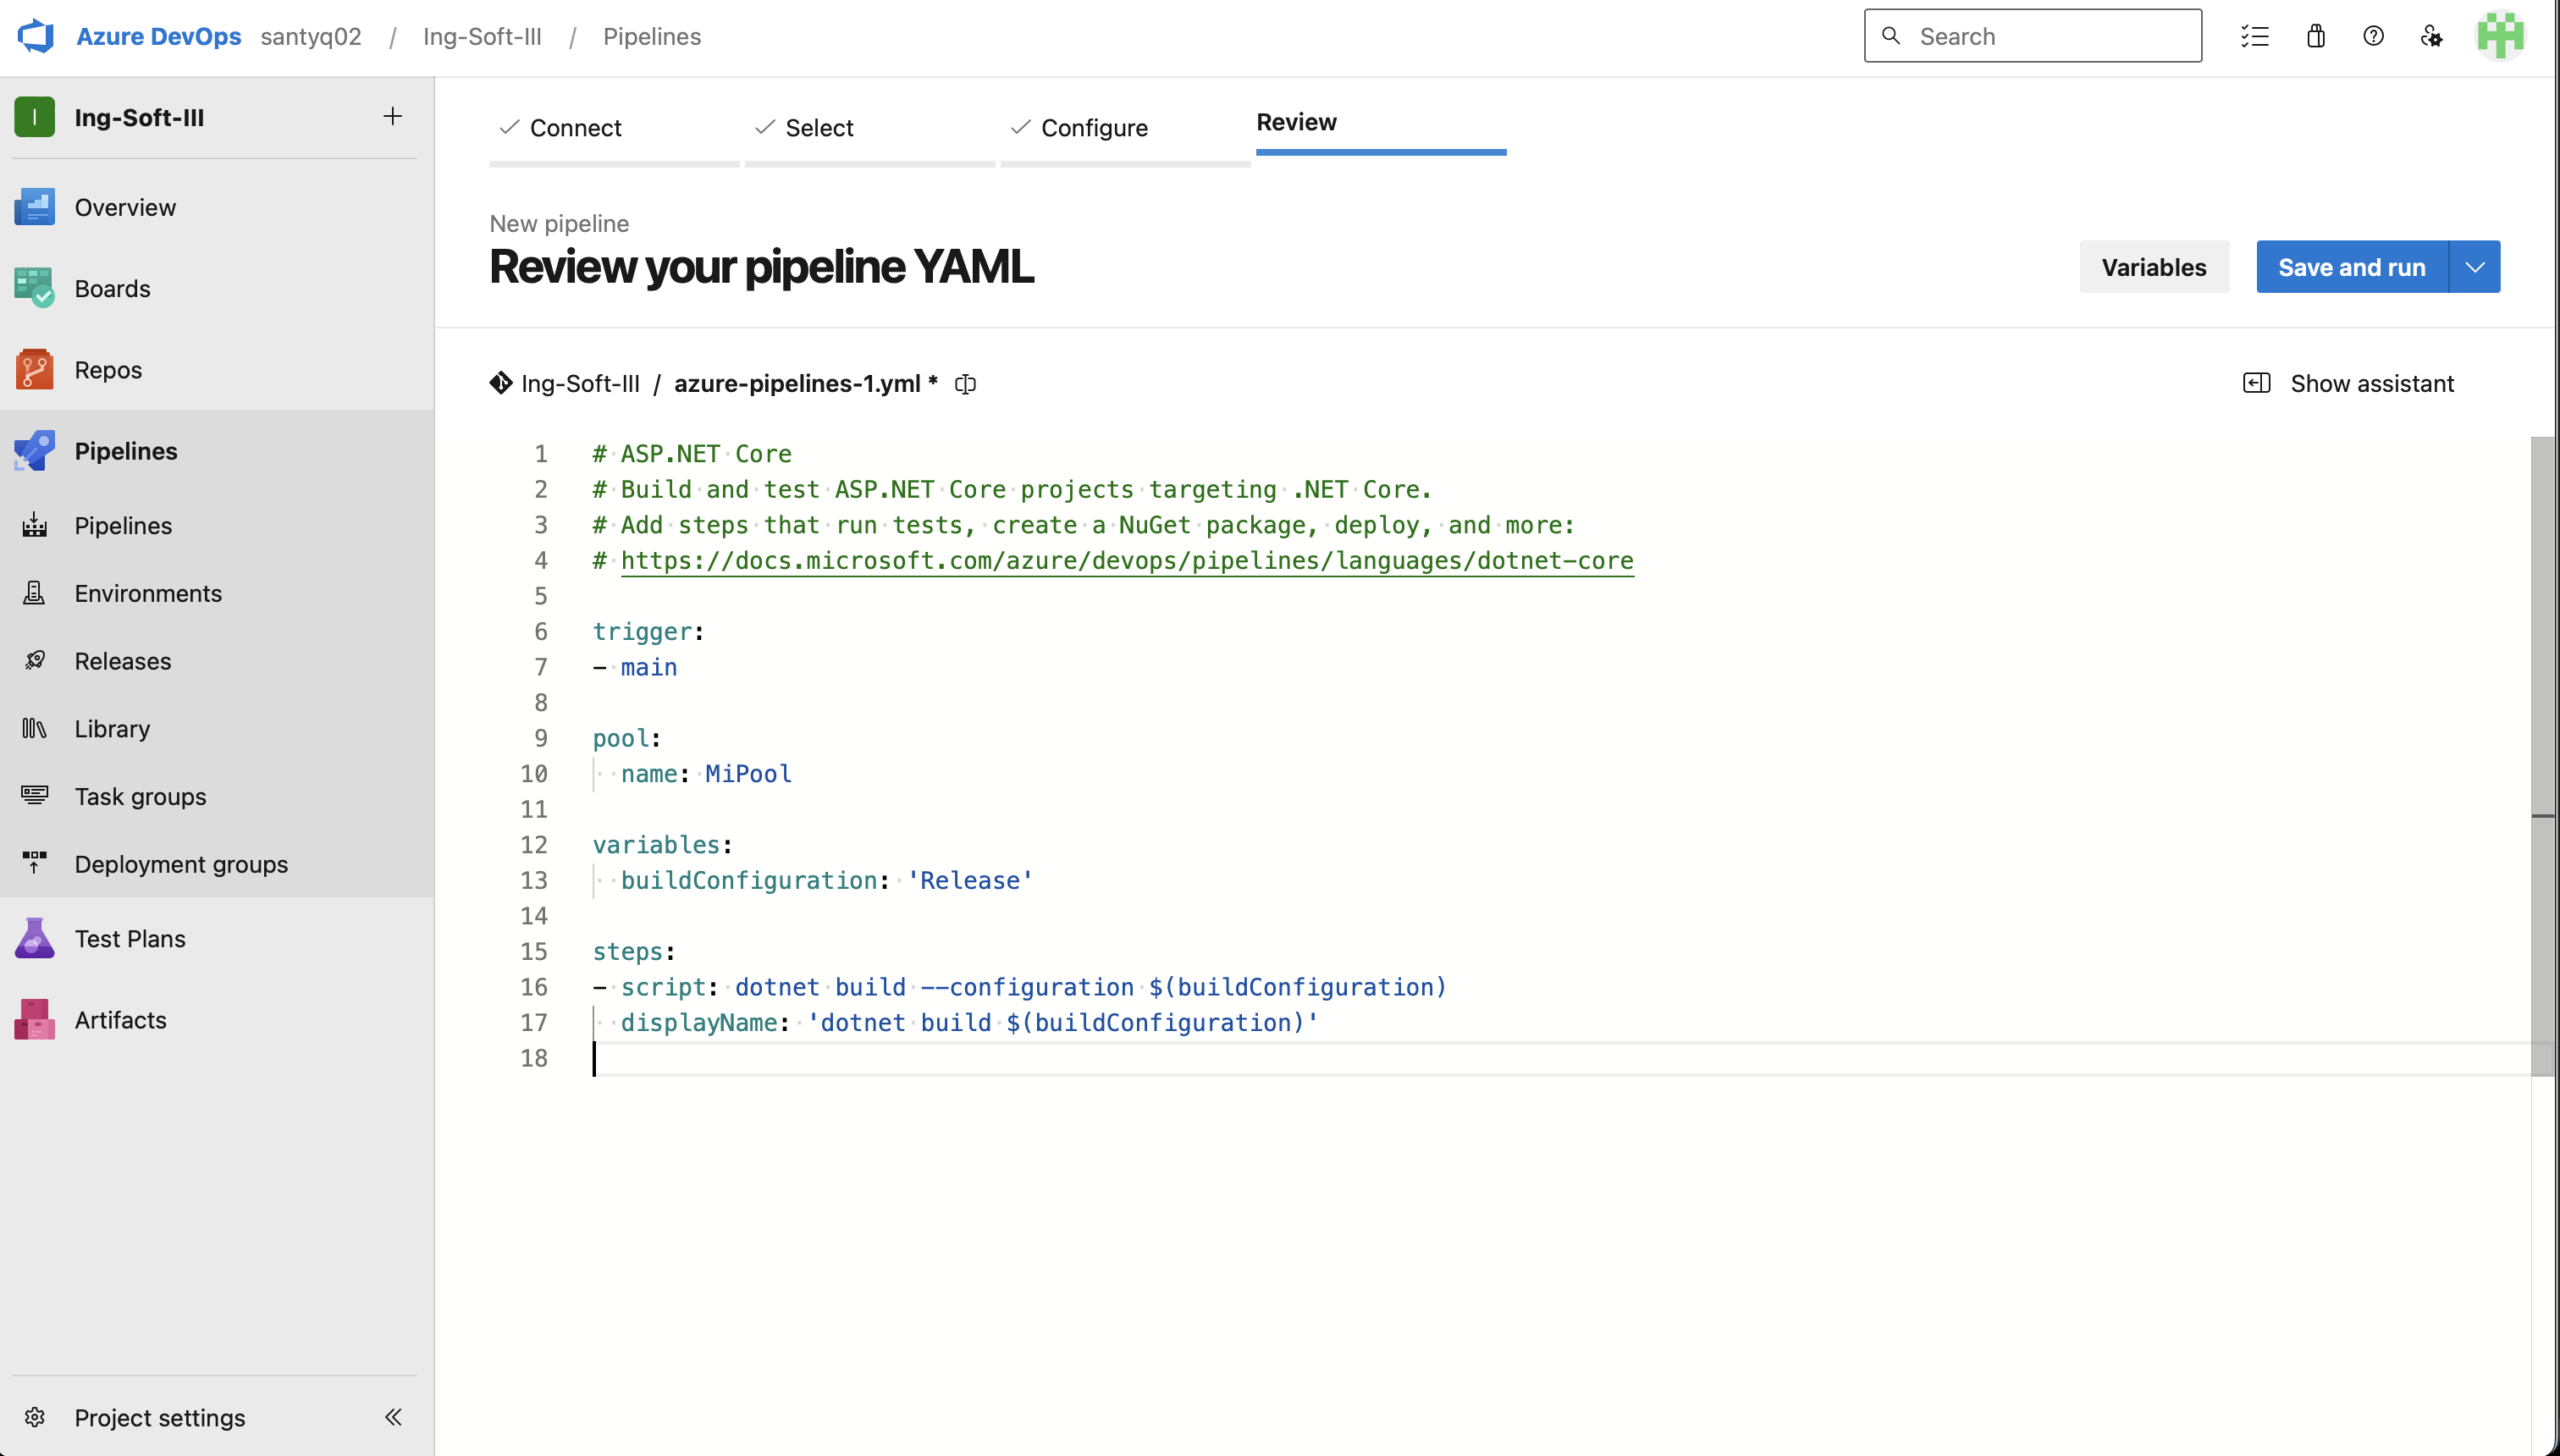 Azure DevOps santyq02 / Ing-Soft-III / Pipelines
Search
I Ing-Soft-III
Overview
Boards
Repos
Pipelines
Pipelines
Environments
Releases
Library
Task groups
Deployment groups
Test Plans
Artifacts
Project settings
Connect
Select
Configure
Review
New pipeline
Review your pipeline YAML
Variables
Save and run
Ing-Soft-III / azure-pipelines-1.yml *
Show assistant
1 # ASP.NET Core
2 # Build and test ASP.NET Core projects targeting .NET Core.
3 # Add steps that run tests, create a NuGet package, deploy, and more:
4 # https://docs.microsoft.com/azure/devops/pipelines/languages/dotnet-core
5
6 trigger:
7 - main
8
9 pool:
10   name: MiPool
11
12 variables:
13   buildConfiguration: 'Release'
14
15 steps:
16 - script: dotnet build --configuration $(buildConfiguration)
17   displayName: 'dotnet build $(buildConfiguration)'
18